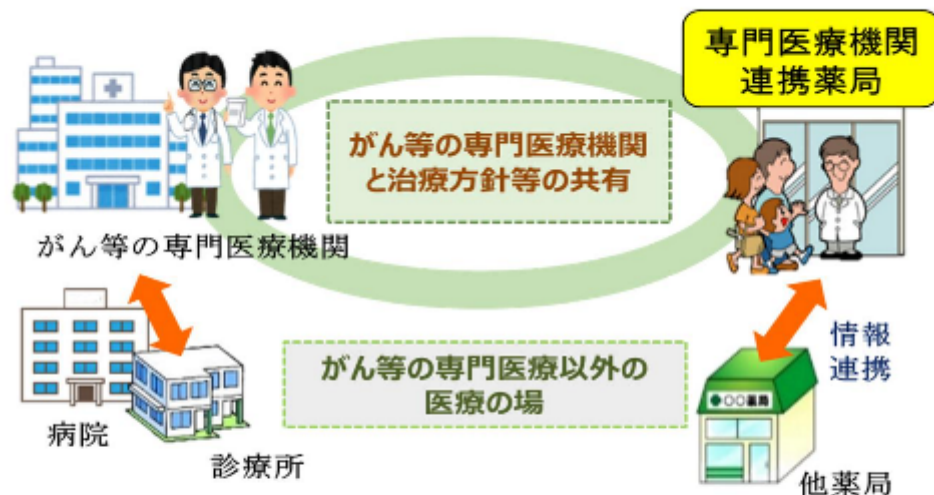 専門医療機関
連携薬局
がん等の専門医療機関
と治療方針等の共有
がん等の専門医療機関
情報
連携
がん等の専門医療以外の
医療の場
○○薬局
病院
診療所
他薬局